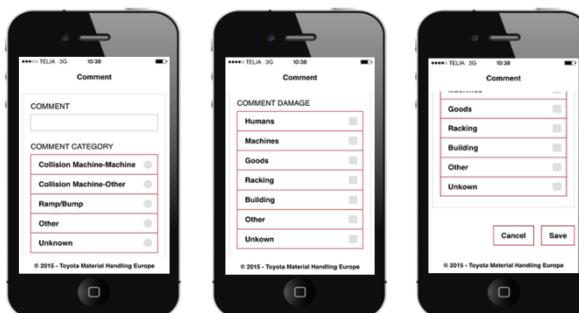 TELIA 3G 10:38
Comment
COMMENT
COMMENT CATEGORY
Collision Machine-Machine
Collision Machine-Other
Ramp/Bump
Other
Unknown
© 2015 - Toyota Material Handling Europe
TELIA 3G 10:38
Comment
COMMENT DAMAGE
Humans
Machines
Goods
Racking
Building
Other
Unkown
© 2015 - Toyota Material Handling Europe
TELIA 3G 10:38
Comment
Machines
Goods
Racking
Building
Other
Unkown
Cancel Save
© 2015 - Toyota Material Handling Europe